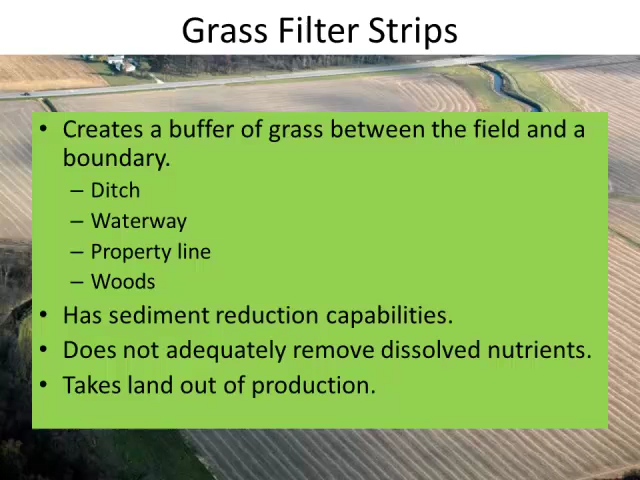 Grass Filter Strips
• Creates a buffer of grass between the field and a
boundary.
– Ditch
– Waterway
– Property line
– Woods
• Has sediment reduction capabilities.
• Does not adequately remove dissolved nutrients.
• Takes land out of production.